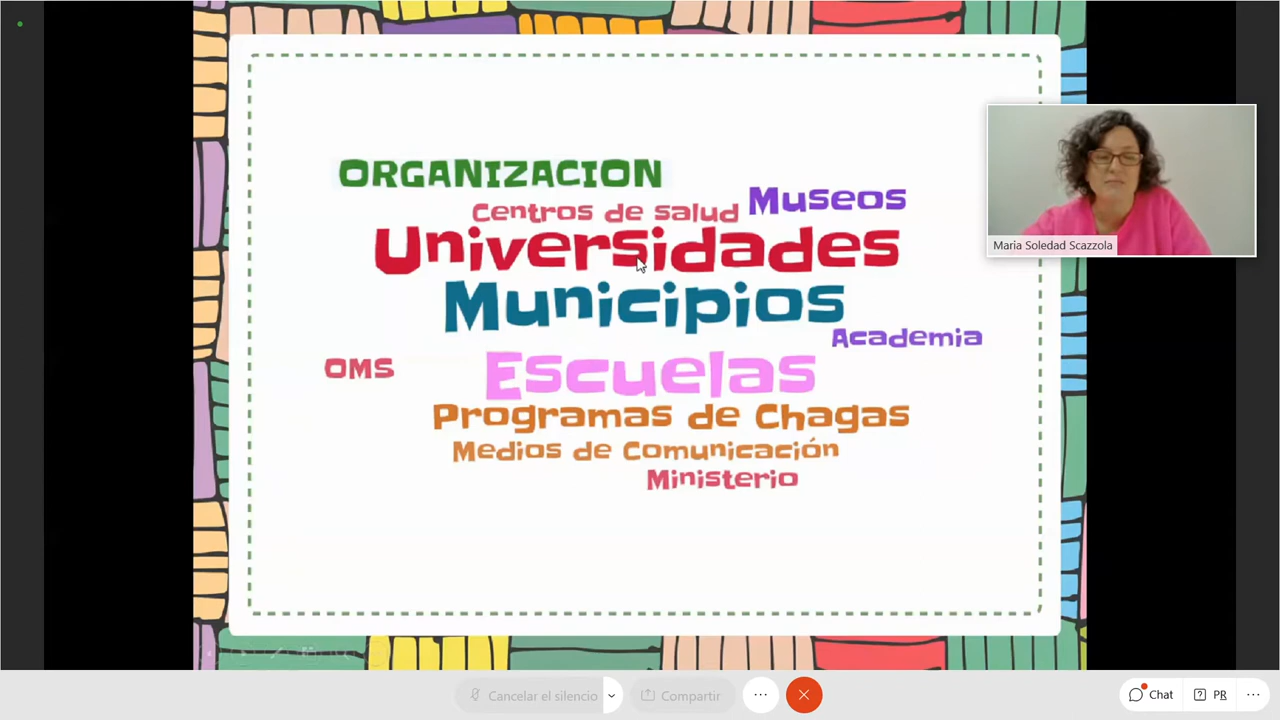 ORGANIZACION
Centros de salud
Museos
Universidades
Municipios
Academia
OMS
Escuelas
Programas de Chagas
Medios de Comunicación
Ministerio
Maria Soledad Scazzola
Cancelar el silencio
Compartir
Chat
PR